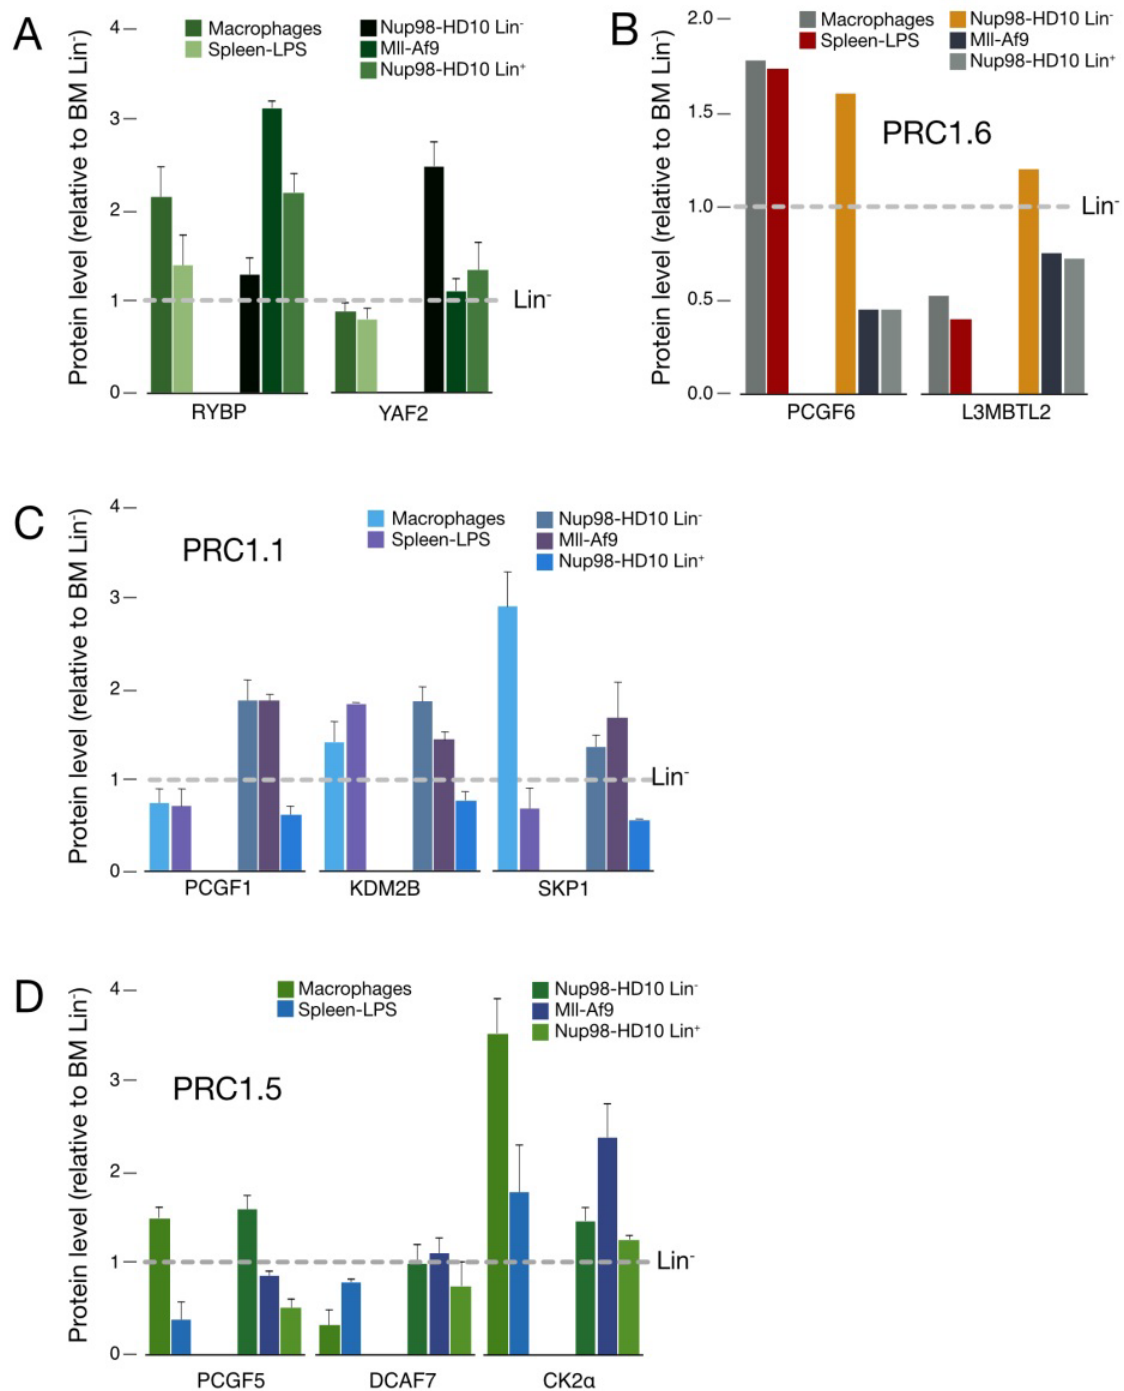 A
Protein level (relative to BM Lin⁻)
4
3
2
1
0
Macrophages
Spleen-LPS
Nup98-HD10 Lin⁻
Mll-Af9
Nup98-HD10 Lin⁺
Lin⁻
RYBP
YAF2
B
Protein level (relative to BM Lin⁻)
2.0
1.5
1.0
0.5
0.0
Macrophages
Spleen-LPS
Nup98-HD10 Lin⁻
Mll-Af9
Nup98-HD10 Lin⁺
PRC1.6
Lin⁻
PCGF6
L3MBTL2
C
Protein level (relative to BM Lin⁻)
4
3
2
1
0
PRC1.1
Macrophages
Spleen-LPS
Nup98-HD10 Lin⁻
Mll-Af9
Nup98-HD10 Lin⁺
Lin⁻
PCGF1
KDM2B
SKP1
D
Protein level (relative to BM Lin⁻)
4
3
2
1
0
PRC1.5
Macrophages
Spleen-LPS
Nup98-HD10 Lin⁻
Mll-Af9
Nup98-HD10 Lin⁺
Lin⁻
PCGF5
DCAF7
CK2α